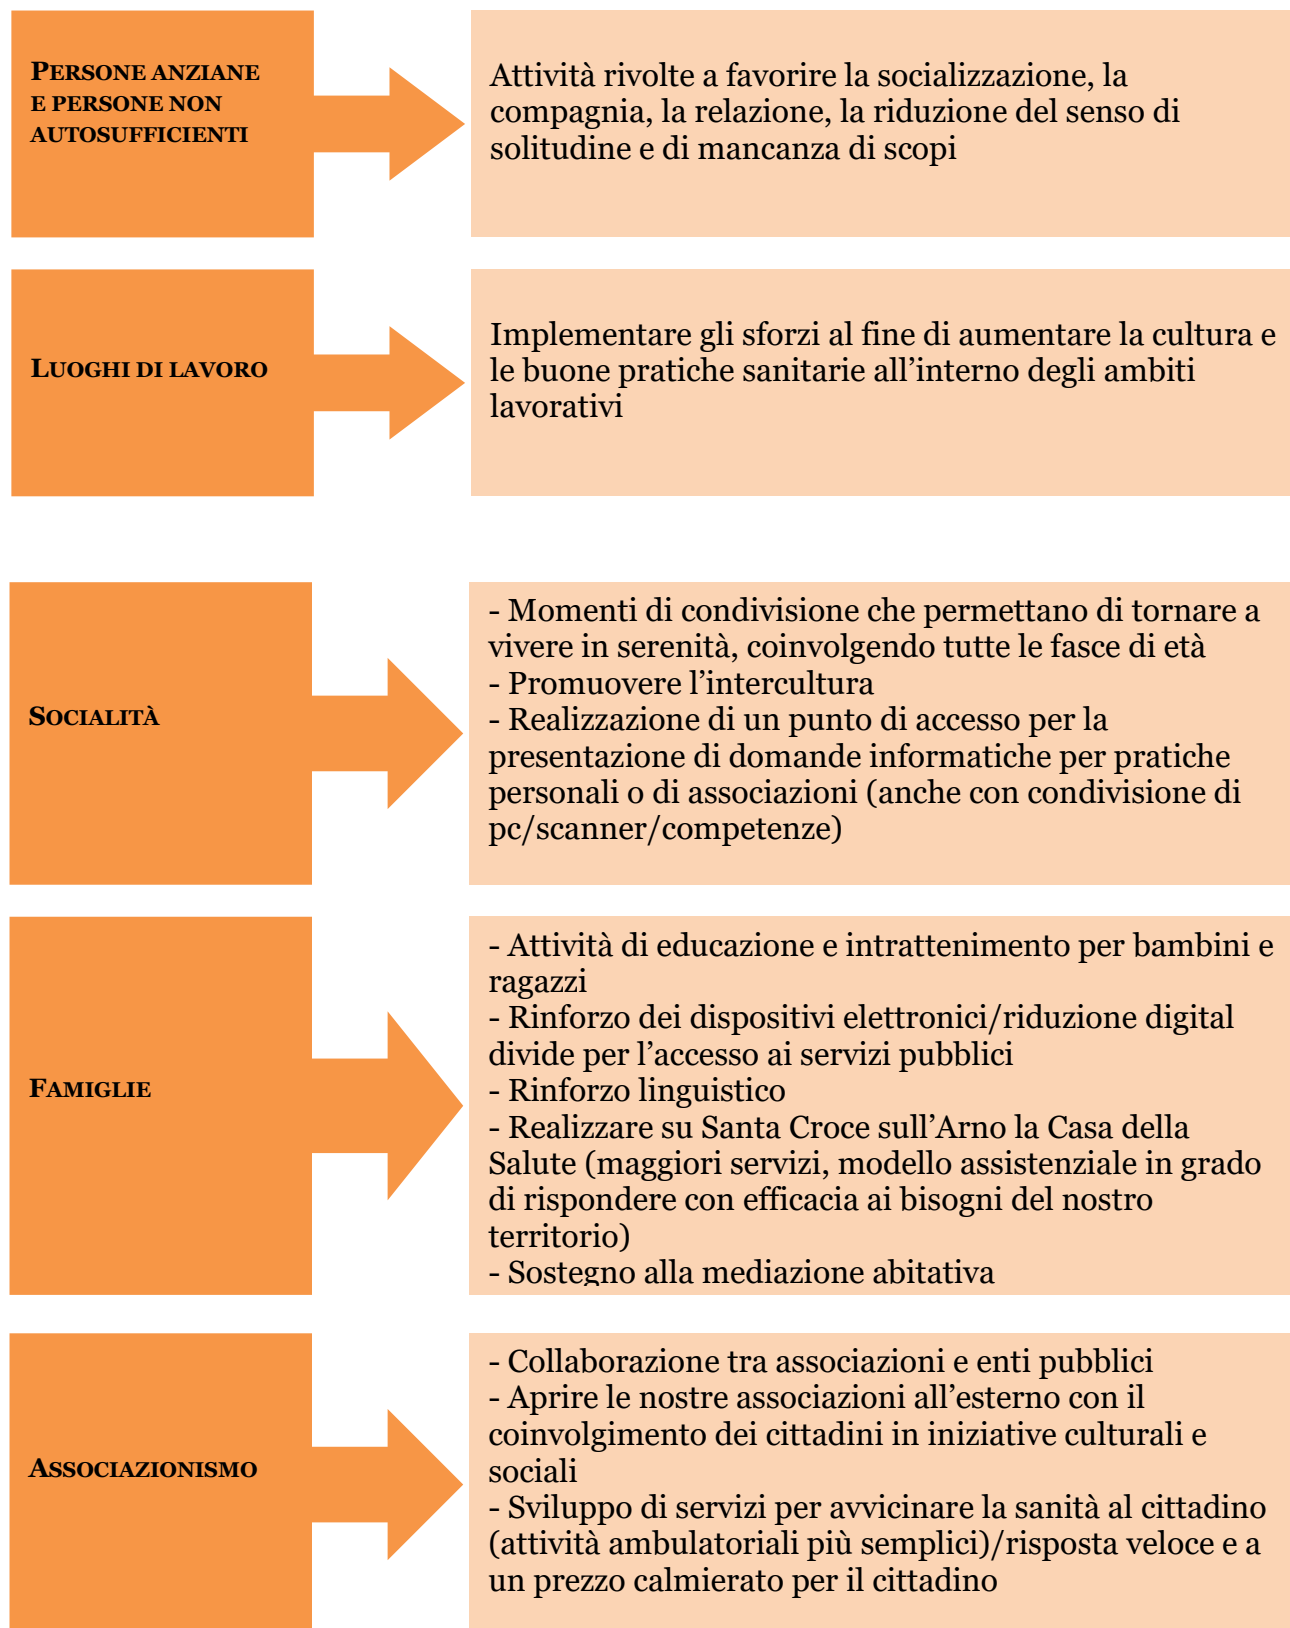 PERSONE ANZIANE
E PERSONE NON
AUTOSUFFICIENTI
Attività rivolte a favorire la socializzazione, la
compagnia, la relazione, la riduzione del senso di
solitudine e di mancanza di scopi
LUOGHI DI LAVORO
Implementare gli sforzi al fine di aumentare la cultura e
le buone pratiche sanitarie all’interno degli ambiti
lavorativi
SOCIALITÀ
- Momenti di condivisione che permettano di tornare a
vivere in serenità, coinvolgendo tutte le fasce di età
- Promuovere l’intercultura
- Realizzazione di un punto di accesso per la
presentazione di domande informatiche per pratiche
personali o di associazioni (anche con condivisione di
pc/scanner/competenze)
FAMIGLIE
- Attività di educazione e intrattenimento per bambini e
ragazzi
- Rinforzo dei dispositivi elettronici/riduzione digital
divide per l’accesso ai servizi pubblici
- Rinforzo linguistico
- Realizzare su Santa Croce sull’Arno la Casa della
Salute (maggiori servizi, modello assistenziale in grado
di rispondere con efficacia ai bisogni del nostro
territorio)
- Sostegno alla mediazione abitativa
ASSOCIAZIONISMO
- Collaborazione tra associazioni e enti pubblici
- Aprire le nostre associazioni all’esterno con il
coinvolgimento dei cittadini in iniziative culturali e
sociali
- Sviluppo di servizi per avvicinare la sanità al cittadino
(attività ambulatoriali più semplici)/risposta veloce e a
un prezzo calmierato per il cittadino